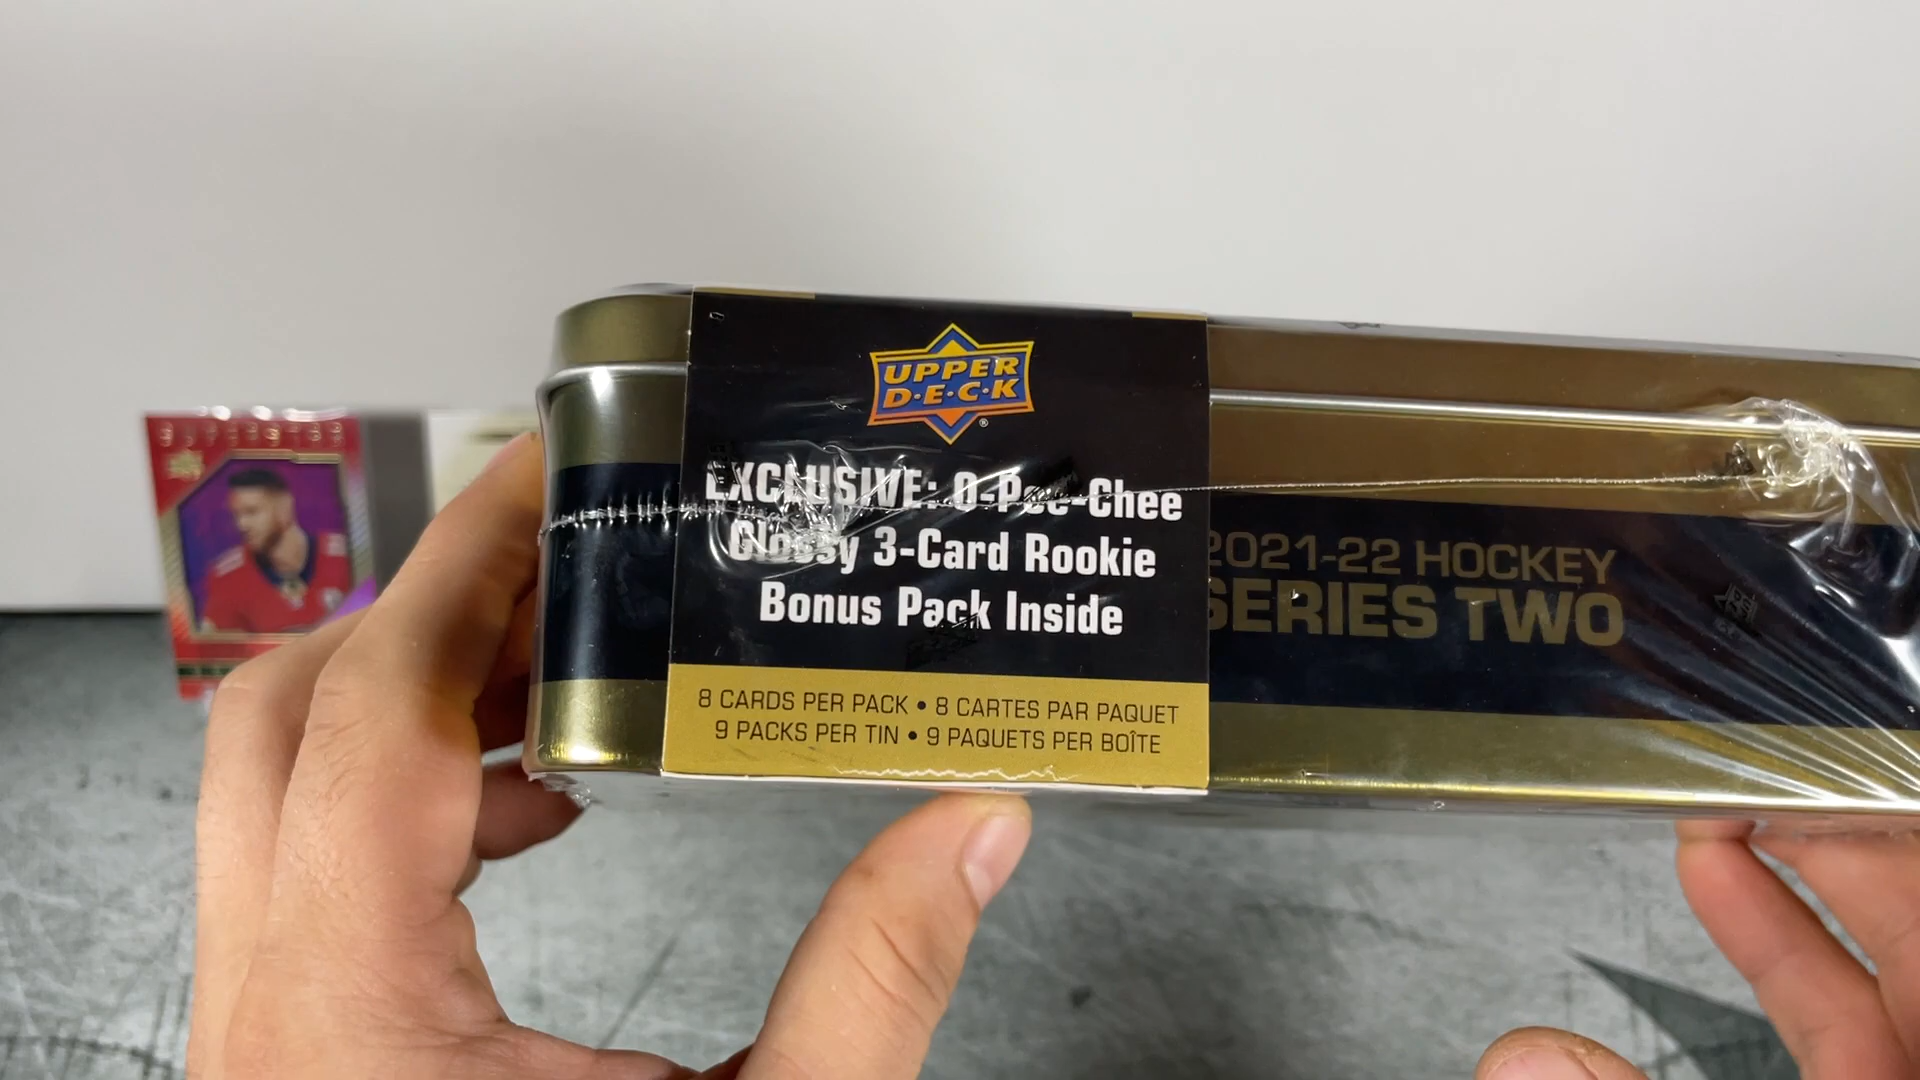 UPPER
D·E·C·K
®
EXCLUSIVE: O-Pee-Chee
Glossy 3-Card Rookie
Bonus Pack Inside
8 CARDS PER PACK • 8 CARTES PAR PAQUET
9 PACKS PER TIN • 9 PAQUETS PER BOÎTE
2021-22 HOCKEY
SERIES TWO